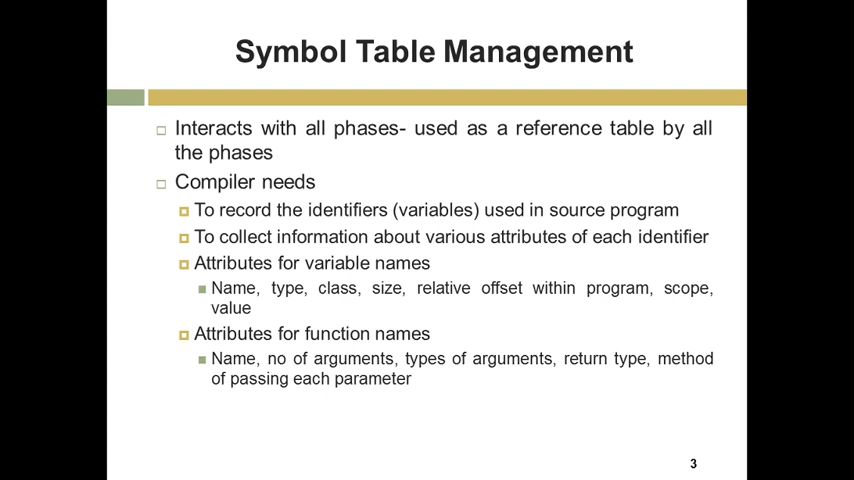 Symbol Table Management
Interacts with all phases- used as a reference table by all
the phases
Compiler needs
To record the identifiers (variables) used in source program
To collect information about various attributes of each identifier
Attributes for variable names
Name, type, class, size, relative offset within program, scope,
value
Attributes for function names
Name, no of arguments, types of arguments, return type, method
of passing each parameter
3